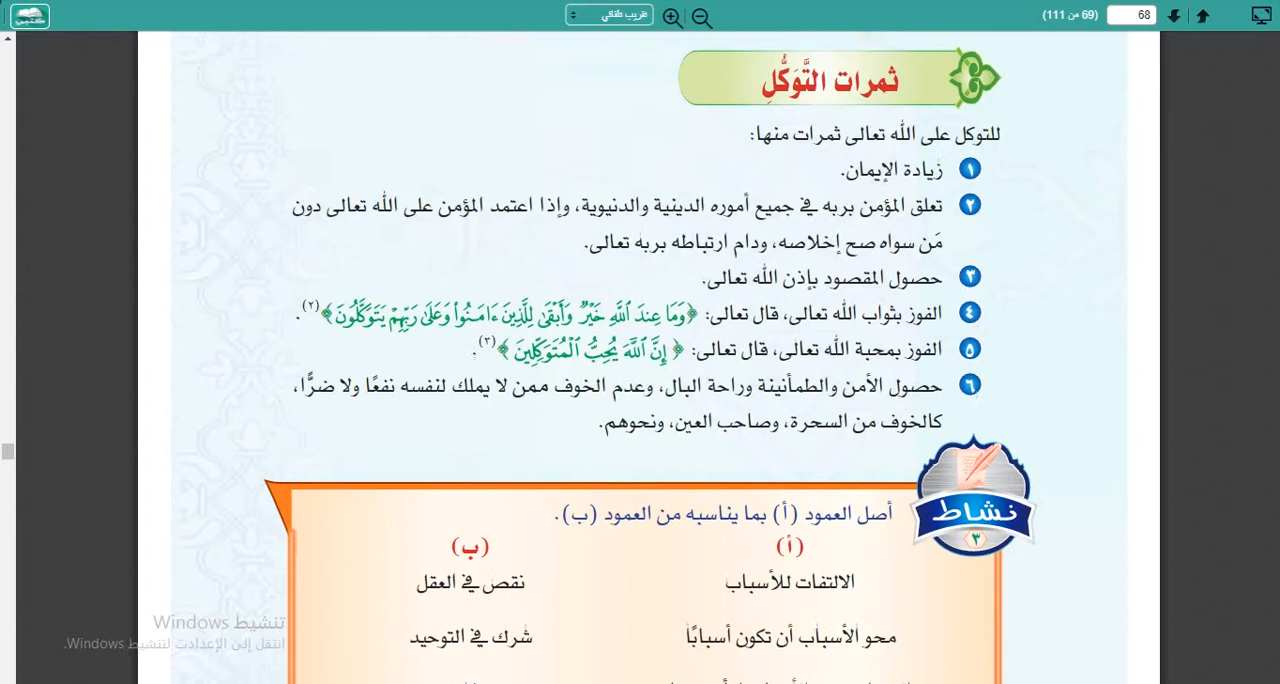 كتبي
تقريب تلقائي
(69 من 111)
68
ثمرات التَّوَكُّلِ
للتوكل على الله تعالى ثمرات منها:
١ زيادة الإيمان.
٢ تعلق المؤمن بربه في جميع أموره الدينية والدنيوية، وإذا اعتمد المؤمن على الله تعالى دون
مَن سواه صح إخلاصه، ودام ارتباطه بربه تعالى.
٣ حصول المقصود بإذن الله تعالى.
٤ الفوز بثواب الله تعالى، قال تعالى: ﴿وَمَا عِندَ ٱللَّهِ خَيْرٌ وَأَبْقَىٰ لِلَّذِينَ ءَامَنُوا۟ وَعَلَىٰ رَبِّهِمْ يَتَوَكَّلُونَ﴾(٢).
٥ الفوز بمحبة الله تعالى، قال تعالى: ﴿إِنَّ ٱللَّهَ يُحِبُّ ٱلْمُتَوَكِّلِينَ﴾(٣).
٦ حصول الأمن والطمأنينة وراحة البال، وعدم الخوف ممن لا يملك لنفسه نفعًا ولا ضرًّا،
كالخوف من السحرة، وصاحب العين، ونحوهم.
نشاط
٣
أصل العمود (أ) بما يناسبه من العمود (ب).
(أ) (ب)
الالتفات للأسباب نقص في العقل
محو الأسباب أن تكون أسبابًا شرك في التوحيد
تنشيط Windows
انتقل إلى الإعدادت لتنشيط Windows.